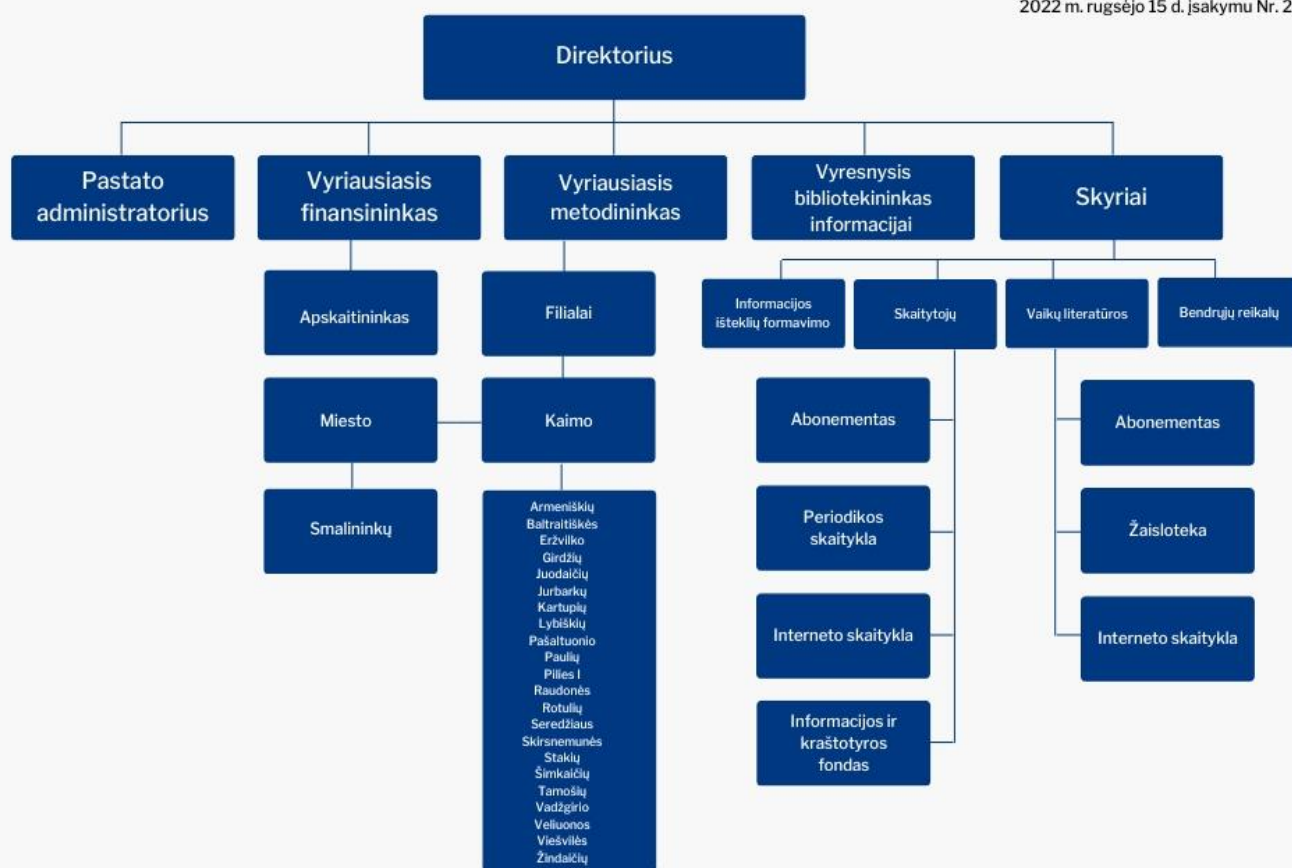 2022 m. rugsėjo 15 d. įsakymu Nr. 2
Direktorius
Pastato
administratorius
Vyriausiasis
finansininkas
Vyriausiasis
metodininkas
Vyresnysis
bibliotekininkas
informacijai
Skyriai
Apskaitininkas
Filialai
Informacijos
išteklių formavimo
Skaitytojų
Vaikų literatūros
Bendrųjų reikalų
Miesto
Kaimo
Abonementas
Abonementas
Smalininkų
Armeniškių
Baltraitiškės
Eržvilko
Girdžių
Juodaičių
Jurbarkų
Kartupių
Lybiškių
Pašaltuonio
Paulių
Pilies I
Raudonės
Rotulių
Seredžiaus
Skirsnemunės
Stakių
Šimkaičių
Tamošių
Vadžgirio
Veliuonos
Viešvilės
Žindaičių
Periodikos
skaitykla
Žaisloteka
Interneto skaitykla
Interneto skaitykla
Informacijos ir
kraštotyros
fondas